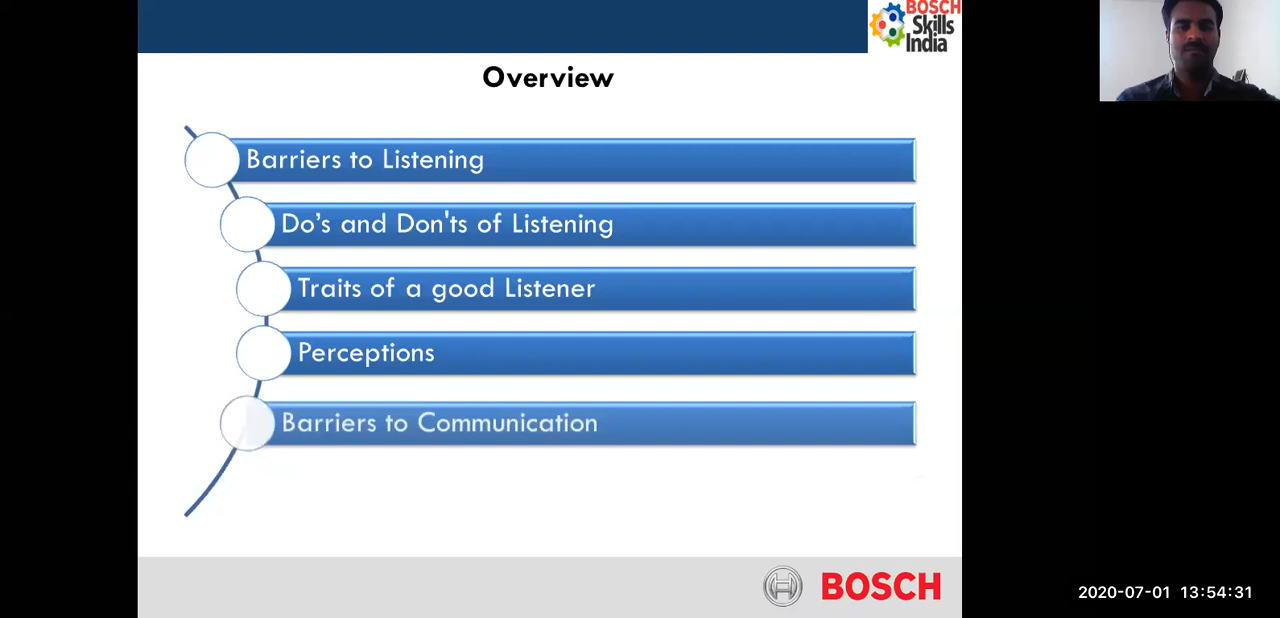 BOSCH
Skills
India
Overview
Barriers to Listening
Do’s and Don'ts of Listening
Traits of a good Listener
Perceptions
Barriers to Communication
BOSCH
2020-07-01 13:54:31